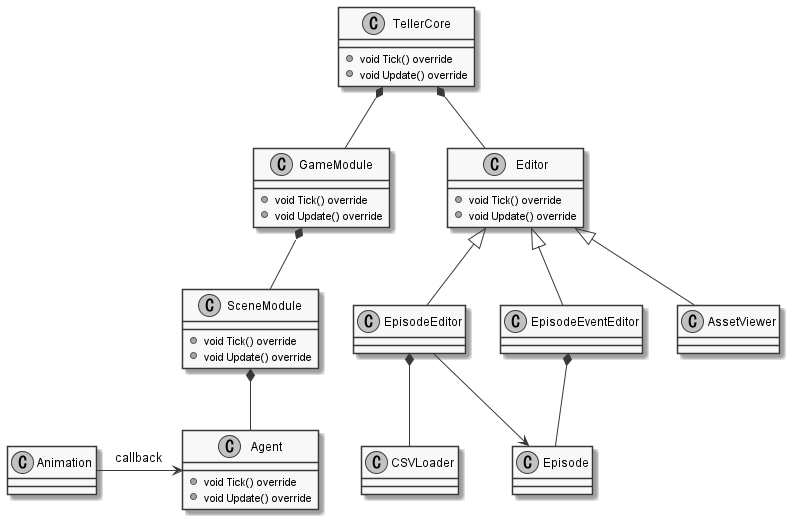 C TellerCore
void Tick() override
void Update() override
C GameModule
void Tick() override
void Update() override
C Editor
void Tick() override
void Update() override
C SceneModule
void Tick() override
void Update() override
C EpisodeEditor
C EpisodeEventEditor
C AssetViewer
C Animation
callback
C Agent
void Tick() override
void Update() override
C CSVLoader
C Episode